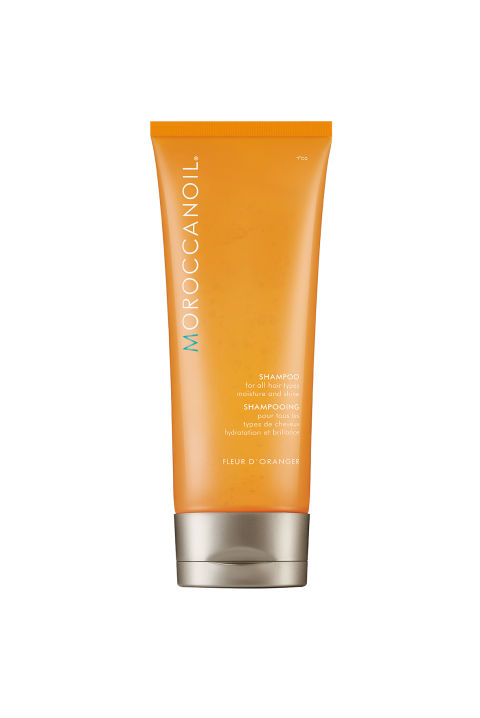 MOROCCANOIL®
SHAMPOO
for all hair types
moisture and shine
SHAMPOOING
pour tous les
types de cheveux
hydratation et brillance
FLEUR D'ORANGER